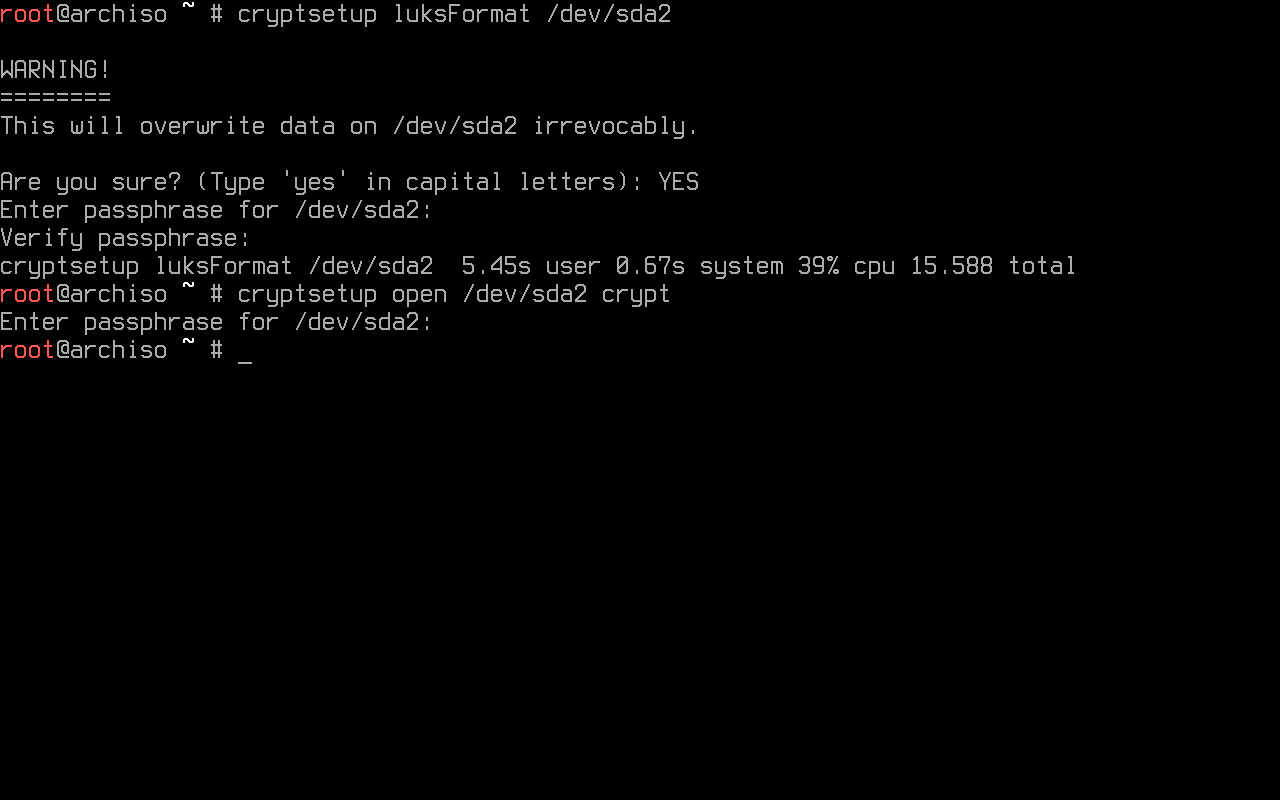 root@archiso ~ # cryptsetup luksFormat /dev/sda2
WARNING!
========
This will overwrite data on /dev/sda2 irrevocably.
Are you sure? (Type 'yes' in capital letters): YES
Enter passphrase for /dev/sda2:
Verify passphrase:
cryptsetup luksFormat /dev/sda2  5.45s user 0.67s system 39% cpu 15.588 total
root@archiso ~ # cryptsetup open /dev/sda2 crypt
Enter passphrase for /dev/sda2:
root@archiso ~ # _